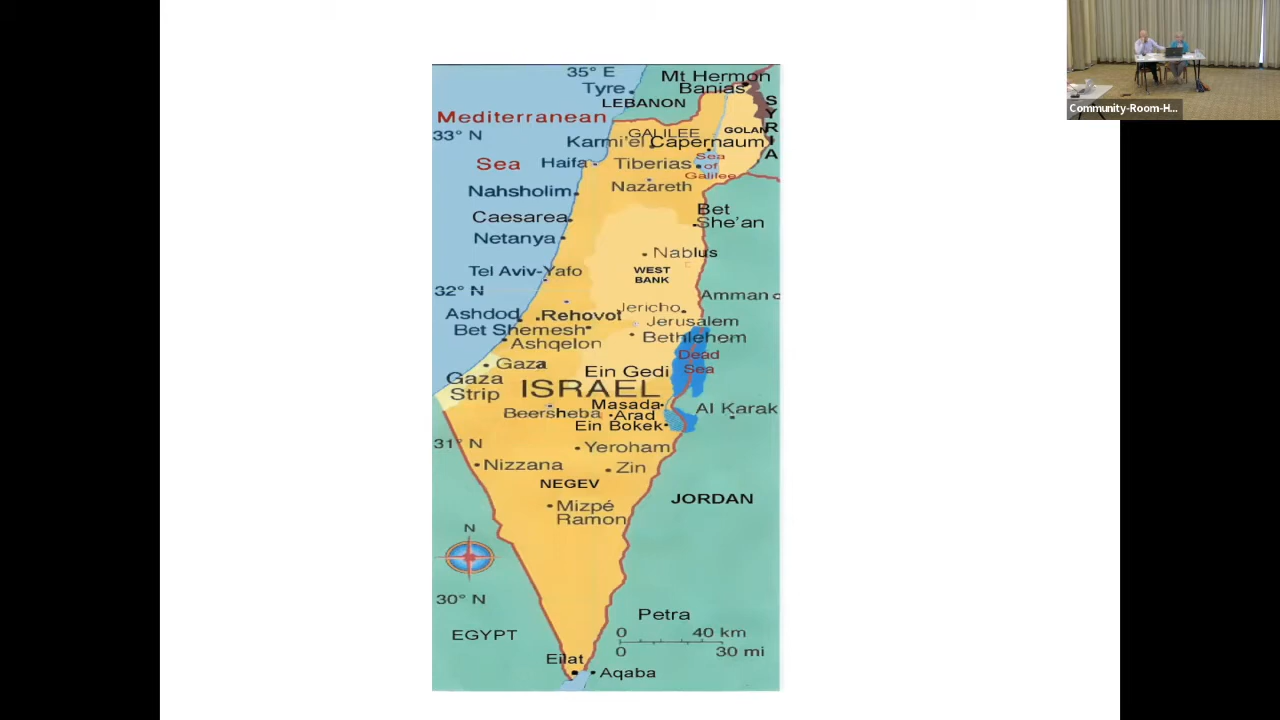 35° E
Mt Hermon
Tyre
Banias
LEBANON
SYRIA
Mediterranean
33° N
GALILEE
GOLAN
Karmi'el
Capernaum
Sea
Haifa
Tiberias
Sea
of
Galilee
Nahsholim
Nazareth
Caesarea
Bet
She'an
Netanya
Nablus
Tel Aviv-Yafo
WEST
BANK
32° N
Amman
Ashdod
Rehovot
Jericho
Jerusalem
Bet Shemesh
Bethlehem
Ashqelon
Dead
Sea
Gaza
Ein Gedi
Gaza
Strip
ISRAEL
Masada
Al Karak
Beersheba
Arad
Ein Bokek
31° N
Yeroham
Nizzana
Zin
NEGEV
JORDAN
Mizpé
Ramon
N
30° N
Petra
EGYPT
0 40 km
0 30 mi
Eilat
Aqaba
Community-Room-H...